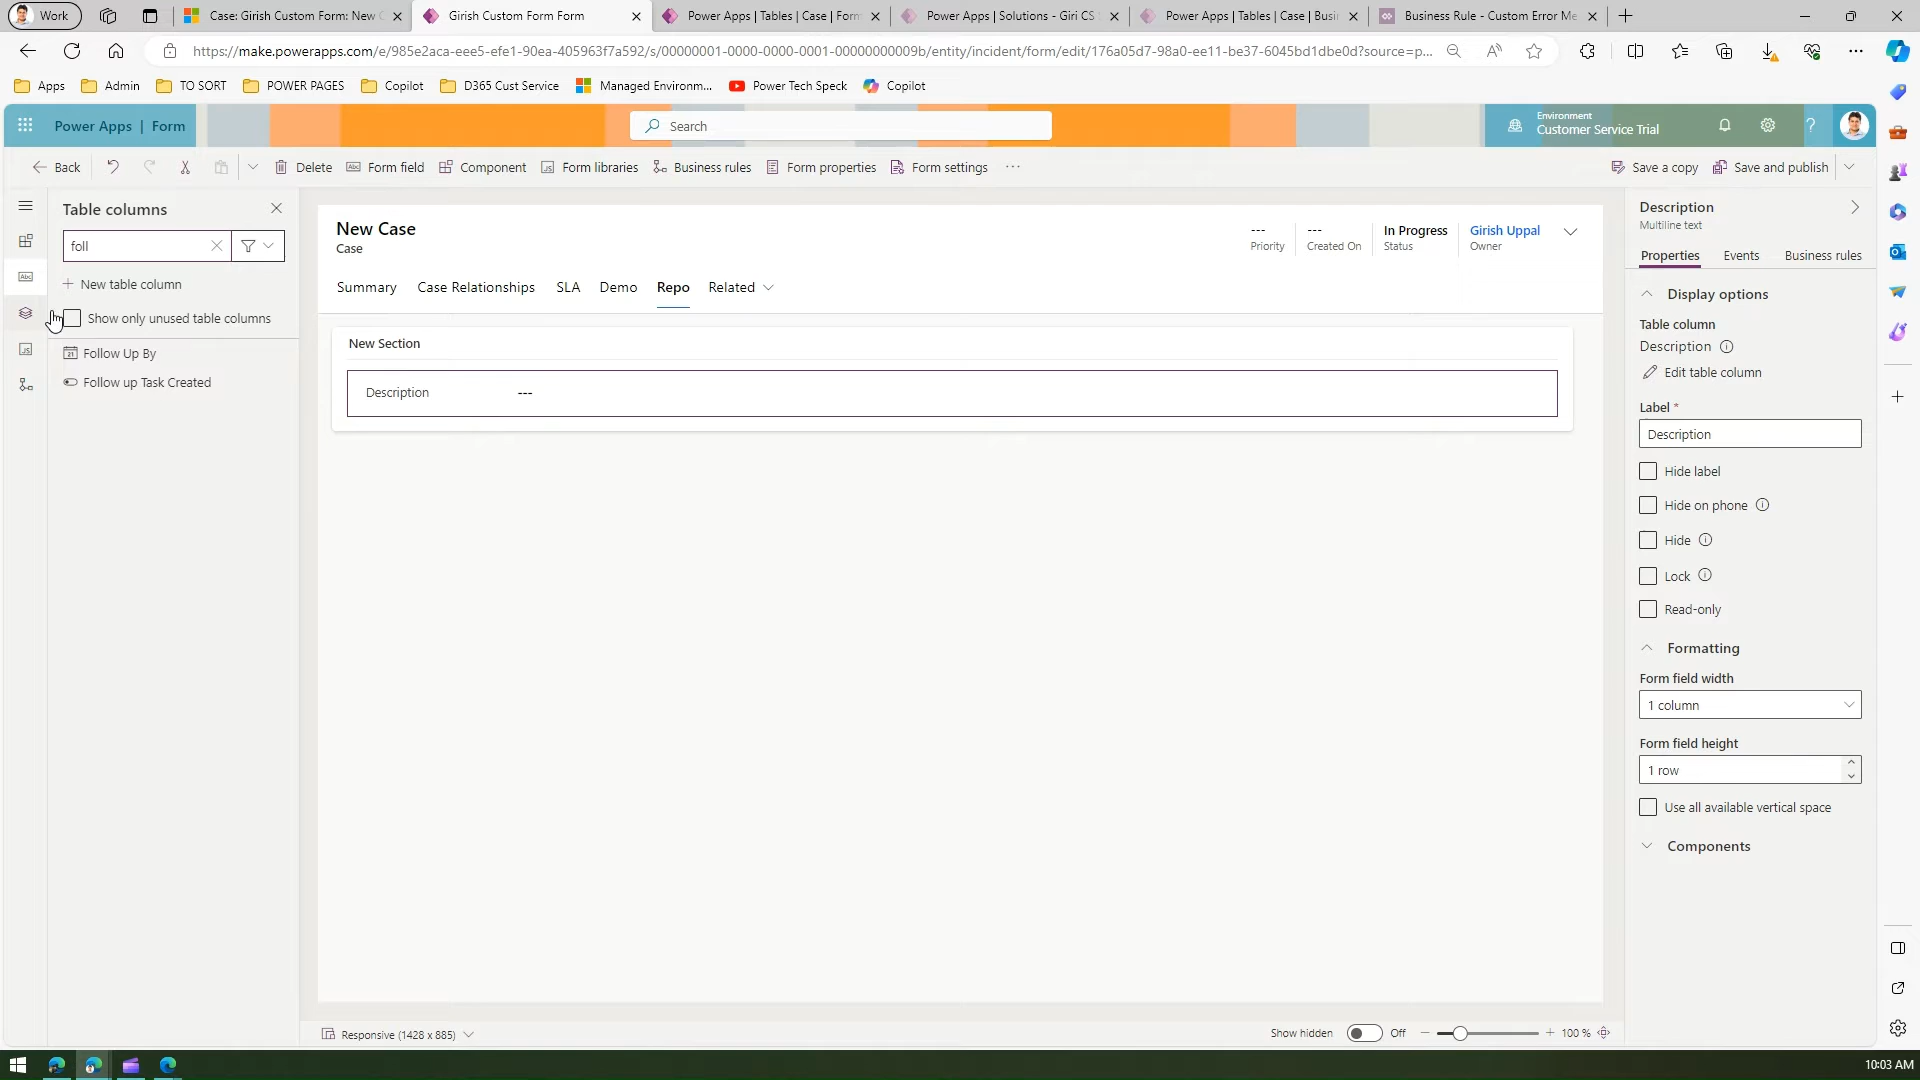 Work
Case: Girish Custom Form: New C
Girish Custom Form Form
Power Apps | Tables | Case | Form
Power Apps | Solutions - Giri CS
Power Apps | Tables | Case | Busi
Business Rule - Custom Error Me
https://make.powerapps.com/e/985e2aca-eee5-efe1-90ea-405963f7a592/s/00000001-0000-0000-0001-00000000009b/entity/incident/form/edit/176a05d7-98a0-ee11-be37-6045bd1dbe0d?source=p...
Apps
Admin
TO SORT
POWER PAGES
Copilot
D365 Cust Service
Managed Environm...
Power Tech Speck
Copilot
Power Apps | Form
Search
Environment
Customer Service Trial
Back
Delete
Form field
Component
Form libraries
Business rules
Form properties
Form settings
Save a copy
Save and publish
Table columns
foll
New table column
Show only unused table columns
Follow Up By
Follow up Task Created
New Case
Case
---
Priority
---
Created On
In Progress
Status
Girish Uppal
Owner
Summary
Case Relationships
SLA
Demo
Repo
Related
New Section
Description ---
Description
Multiline text
Properties
Events
Business rules
Display options
Table column
Description
Edit table column
Label *
Description
Hide label
Hide on phone
Hide
Lock
Read-only
Formatting
Form field width
1 column
Form field height
1 row
Use all available vertical space
Components
Responsive (1428 x 885)
Show hidden
Off
100 %
10:03 AM